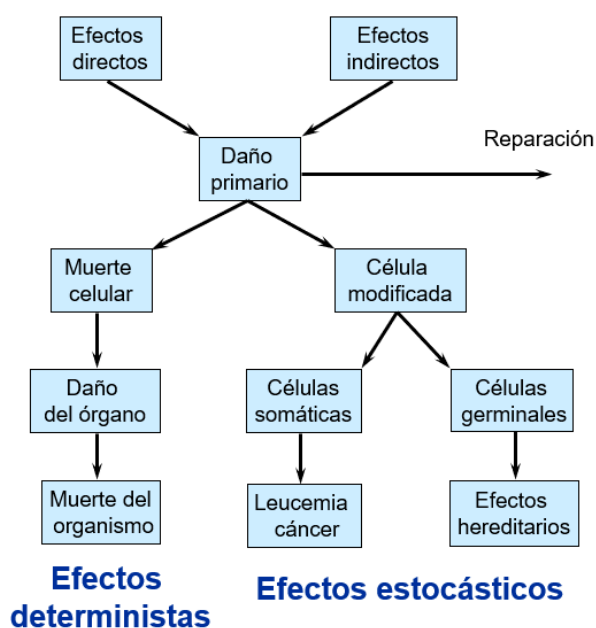 Efectos
directos
Efectos
indirectos
Reparación
Daño
primario
Muerte
celular
Célula
modificada
Daño
del órgano
Células
somáticas
Células
germinales
Muerte del
organismo
Leucemia
cáncer
Efectos
hereditarios
Efectos
deterministas
Efectos estocásticos